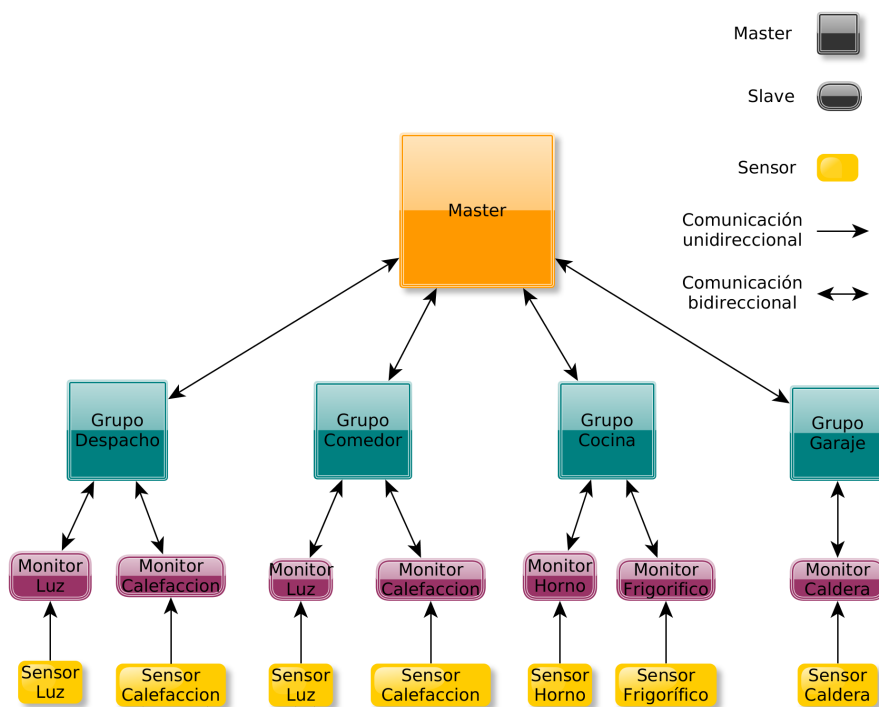 Master
Slave
Sensor
Comunicación
unidireccional
Comunicación
bidireccional
Master
Grupo
Despacho
Grupo
Comedor
Grupo
Cocina
Grupo
Garaje
Monitor
Luz
Monitor
Calefaccion
Monitor
Luz
Monitor
Calefaccion
Monitor
Horno
Monitor
Frigorifico
Monitor
Caldera
Sensor
Luz
Sensor
Calefaccion
Sensor
Luz
Sensor
Calefaccion
Sensor
Horno
Sensor
Frigorífico
Sensor
Caldera